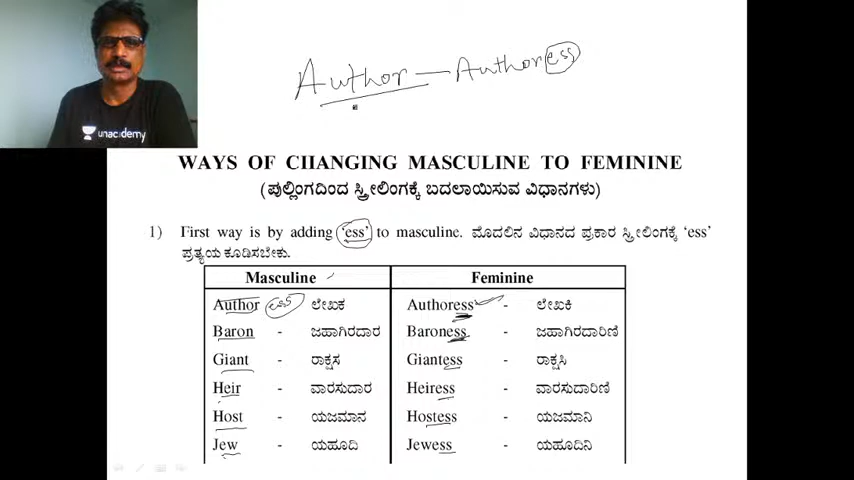 Author — Authoress
unacademy
WAYS OF CHANGING MASCULINE TO FEMININE
(ಪುಲ್ಲಿಂಗದಿಂದ ಸ್ತ್ರೀಲಿಂಗಕ್ಕೆ ಬದಲಾಯಿಸುವ ವಿಧಾನಗಳು)
1) First way is by adding 'ess' to masculine. ಮೊದಲಿನ ವಿಧಾನದ ಪ್ರಕಾರ ಸ್ತ್ರೀಲಿಂಗಕ್ಕೆ 'ess'
ಪ್ರತ್ಯಯ ಕೂಡಿಸಬೇಕು.
Masculine Feminine
Author ess ಲೇಖಕ Authoress - ಲೇಖಕಿ
Baron - ಜಹಾಗಿರದಾರ Baroness - ಜಹಾಗಿರದಾರಿಣಿ
Giant - ರಾಕ್ಷಸ Giantess - ರಾಕ್ಷಸಿ
Heir - ವಾರಸುದಾರ Heiress - ವಾರಸುದಾರಿಣಿ
Host - ಯಜಮಾನ Hostess - ಯಜಮಾನಿ
Jew - ಯಹೂದಿ Jewess - ಯಹೂದಿನಿ